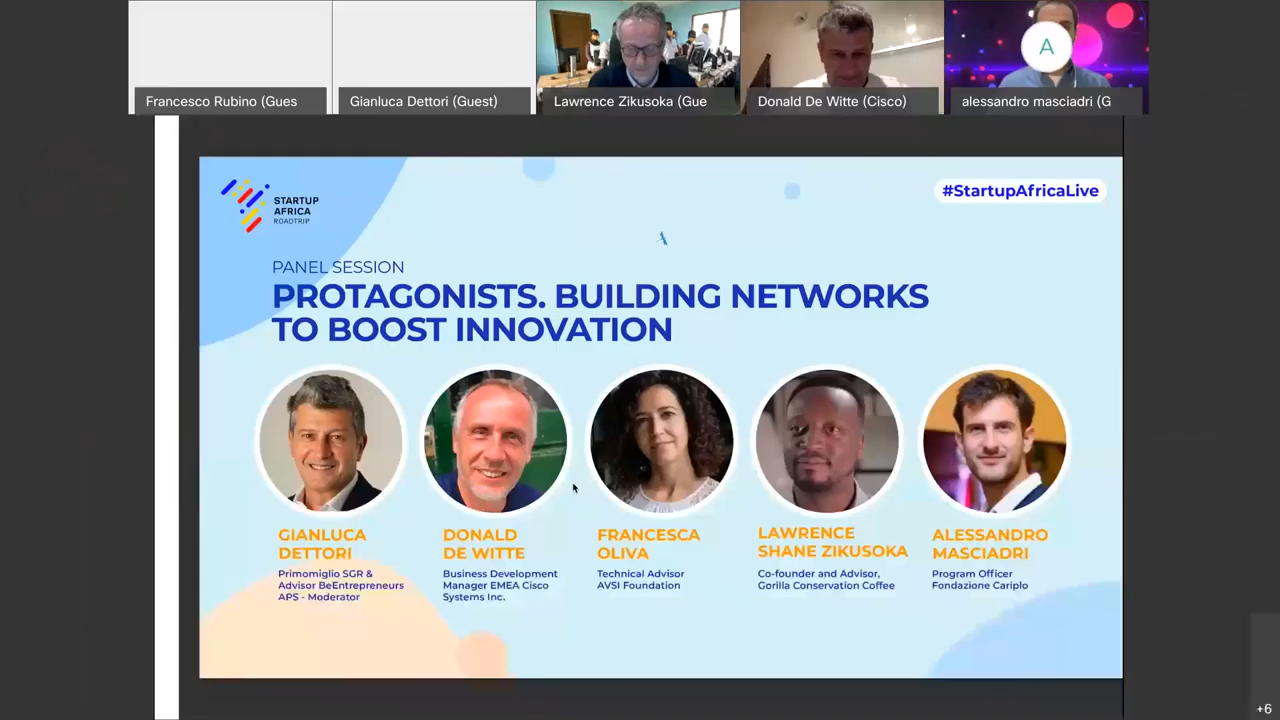 Francesco Rubino (Gues
Gianluca Dettori (Guest)
Lawrence Zikusoka (Gue
Donald De Witte (Cisco)
A
alessandro masciadri (G
STARTUP
AFRICA
ROADTRIP
#StartupAfricaLive
PANEL SESSION
PROTAGONISTS. BUILDING NETWORKS
TO BOOST INNOVATION
GIANLUCA
DETTORI
Primomiglio SGR &
Advisor BeEntrepreneurs
APS - Moderator
DONALD
DE WITTE
Business Development
Manager EMEA Cisco
Systems Inc.
FRANCESCA
OLIVA
Technical Advisor
AVSI Foundation
LAWRENCE
SHANE ZIKUSOKA
Co-founder and Advisor,
Gorilla Conservation Coffee
ALESSANDRO
MASCIADRI
Program Officer
Fondazione Cariplo
+6